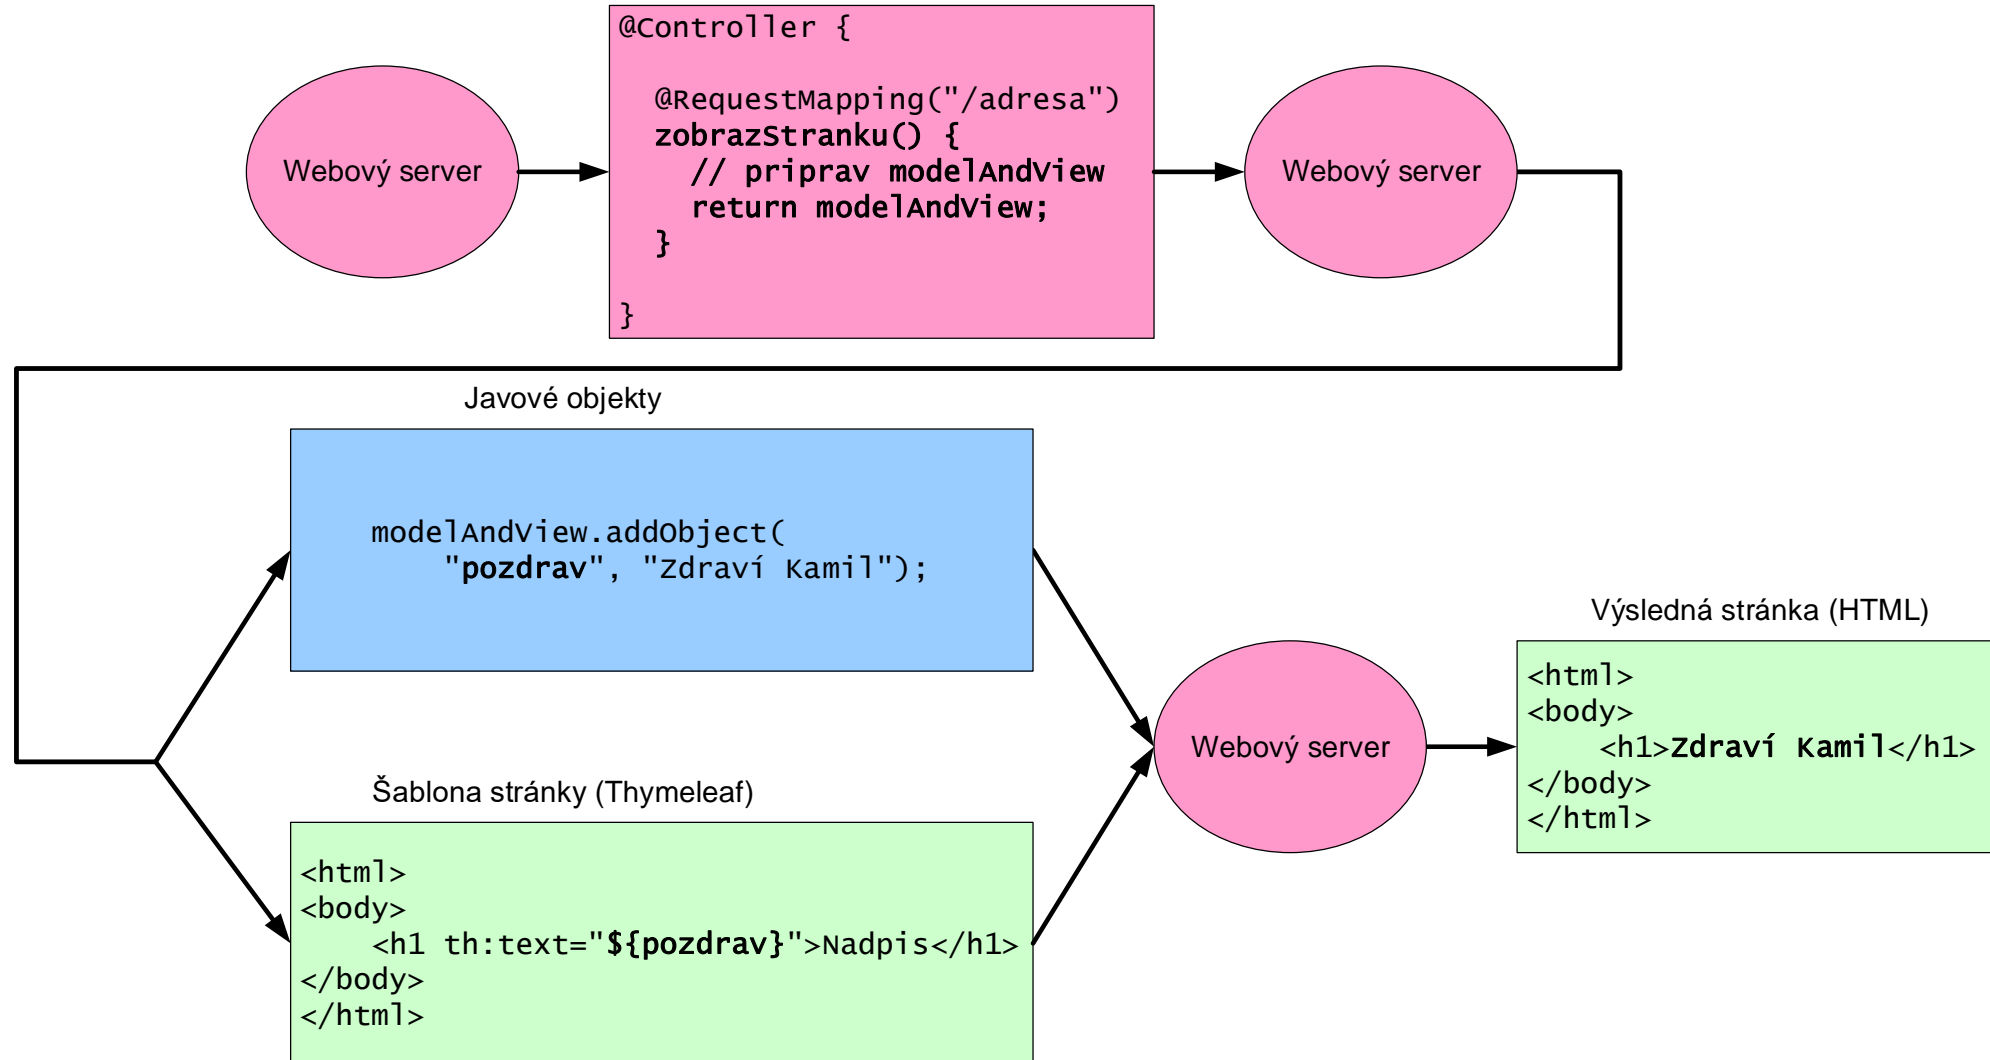 Webový server
@Controller {
@RequestMapping("/adresa")
zobrazStranku() {
// priprav modelAndView
return modelAndView;
}
}
Webový server
Javové objekty
modelAndView.addObject(
"pozdrav", "Zdraví Kamil");
Šablona stránky (Thymeleaf)
<html>
<body>
<h1 th:text="${pozdrav}">Nadpis</h1>
</body>
</html>
Webový server
Výsledná stránka (HTML)
<html>
<body>
<h1>Zdraví Kamil</h1>
</body>
</html>